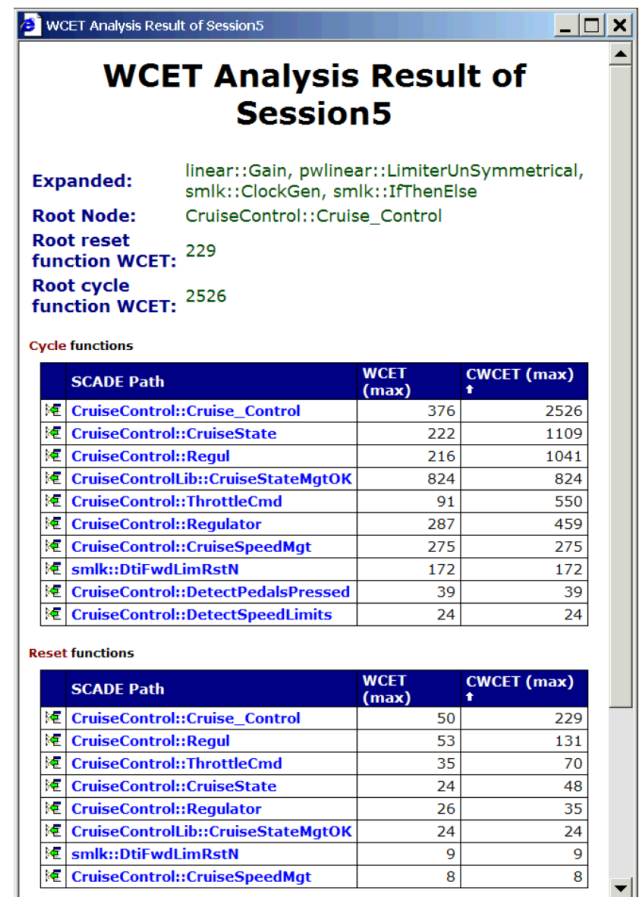 WCET Analysis Result of Session5
WCET Analysis Result of
Session5
Expanded: linear::Gain, pwlinear::LimiterUnSymmetrical,
smlk::ClockGen, smlk::IfThenElse
Root Node: CruiseControl::Cruise_Control
Root reset
function WCET: 229
Root cycle
function WCET: 2526
Cycle functions
SCADE Path WCET (max) CWCET (max)
CruiseControl::Cruise_Control 376 2526
CruiseControl::CruiseState 222 1109
CruiseControl::Regul 216 1041
CruiseControlLib::CruiseStateMgtOK 824 824
CruiseControl::ThrottleCmd 91 550
CruiseControl::Regulator 287 459
CruiseControl::CruiseSpeedMgt 275 275
smlk::DtiFwdLimRstN 172 172
CruiseControl::DetectPedalsPressed 39 39
CruiseControl::DetectSpeedLimits 24 24
Reset functions
SCADE Path WCET (max) CWCET (max)
CruiseControl::Cruise_Control 50 229
CruiseControl::Regul 53 131
CruiseControl::ThrottleCmd 35 70
CruiseControl::CruiseState 24 48
CruiseControl::Regulator 26 35
CruiseControlLib::CruiseStateMgtOK 24 24
smlk::DtiFwdLimRstN 9 9
CruiseControl::CruiseSpeedMgt 8 8